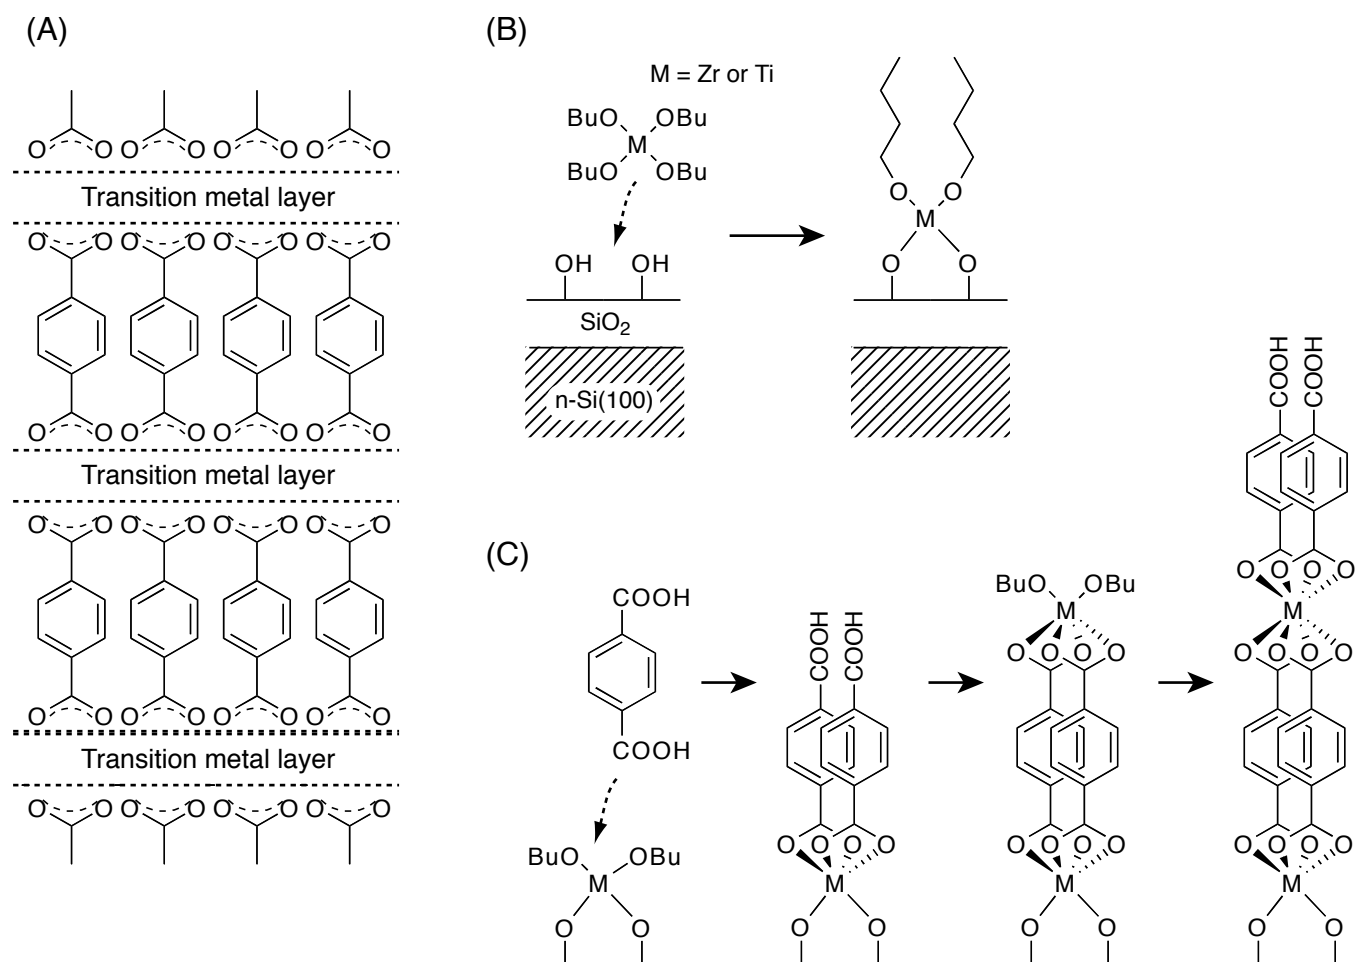 (A)
O O O O O O O O
Transition metal layer
O O O O O O O O
O O O O O O O O
Transition metal layer
O O O O O O O O
O O O O O O O O
Transition metal layer
O O O O O O O O
(B)
M = Zr or Ti
BuO OBu
M
BuO OBu
OH OH
SiO2
n-Si(100)
O O
M
O O
(C)
COOH
COOH
BuO OBu
M
O O
COOH COOH
O O O O
M
O O
BuO OBu
M
O O O O
O O O O
M
O O
COOH COOH
O O O O
M
O O O O
O O O O
M
O O